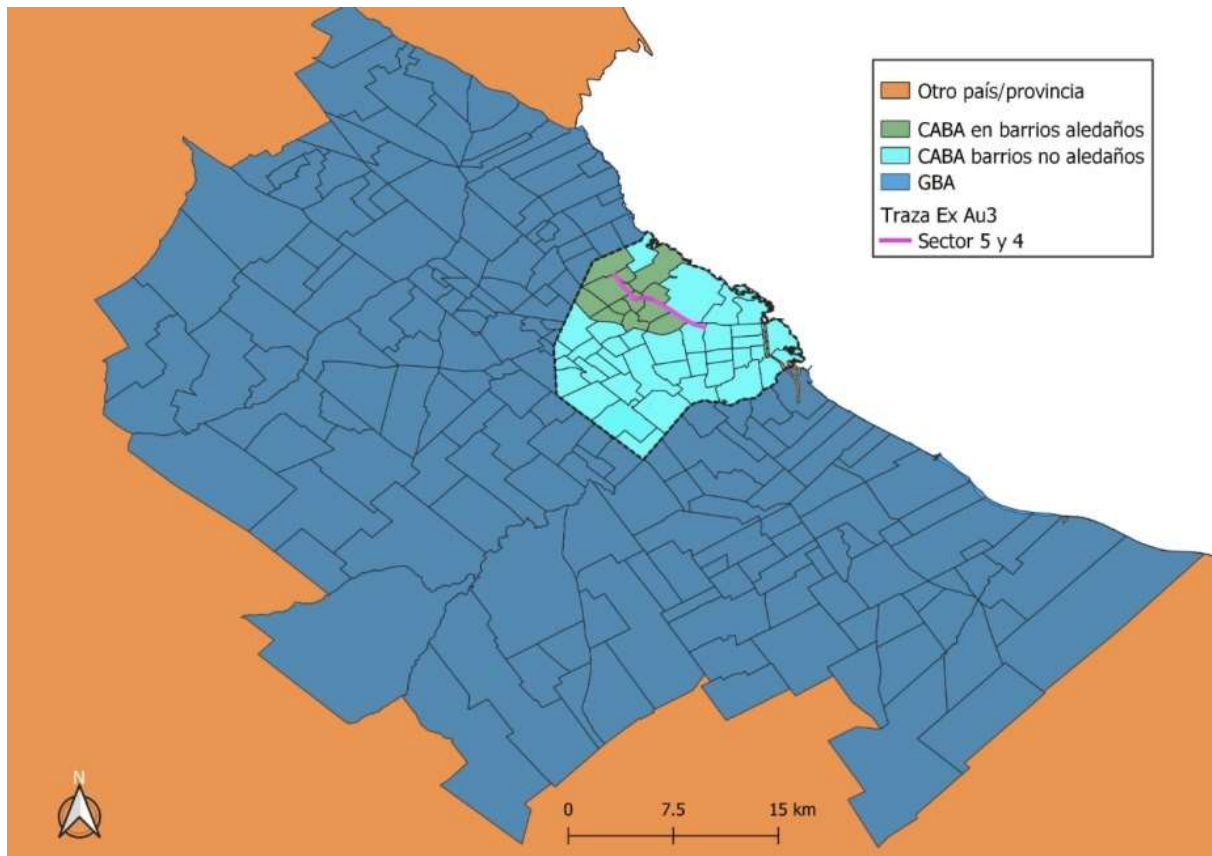 Otro país/provincia
CABA en barrios aledaños
CABA barrios no aledaños
GBA
Traza Ex Au3
Sector 5 y 4
N
0 7.5 15 km